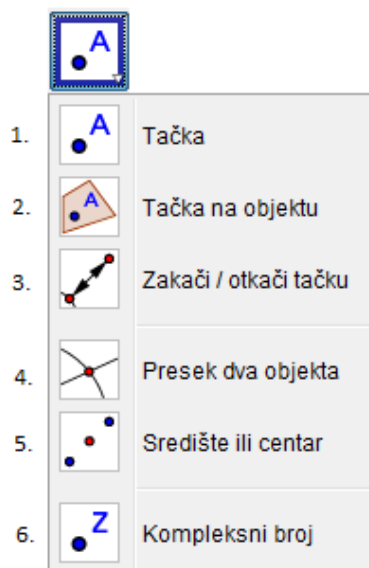 A
1. A Tačka
2. A Tačka na objektu
3. Zakači / otkači tačku
4. Presek dva objekta
5. Središte ili centar
6. Z Kompleksni broj